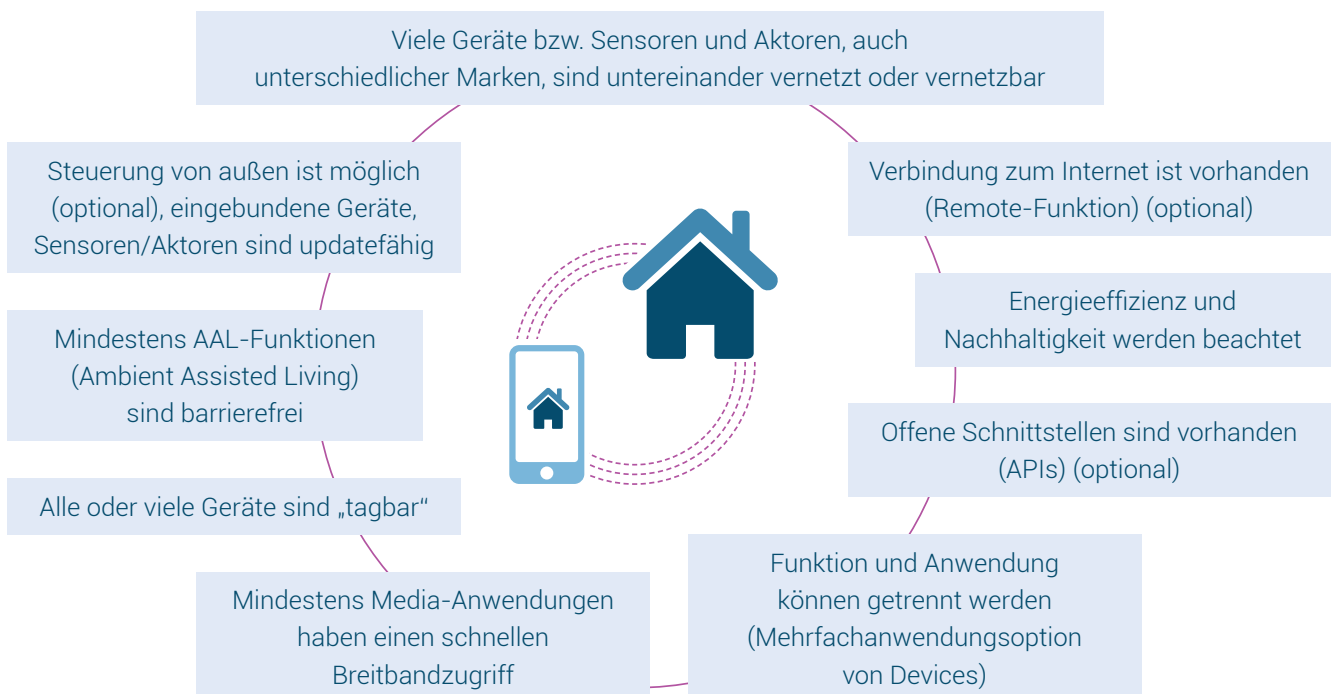 Viele Geräte bzw. Sensoren und Aktoren, auch
unterschiedlicher Marken, sind untereinander vernetzt oder vernetzbar
Verbindung zum Internet ist vorhanden
(Remote-Funktion) (optional)
Energieeffizienz und
Nachhaltigkeit werden beachtet
Offene Schnittstellen sind vorhanden
(APIs) (optional)
Funktion und Anwendung
können getrennt werden
(Mehrfachanwendungsoption
von Devices)
Mindestens Media-Anwendungen
haben einen schnellen
Breitbandzugriff
Alle oder viele Geräte sind „tagbar“
Mindestens AAL-Funktionen
(Ambient Assisted Living)
sind barrierefrei
Steuerung von außen ist möglich
(optional), eingebundene Geräte,
Sensoren/Aktoren sind updatefähig